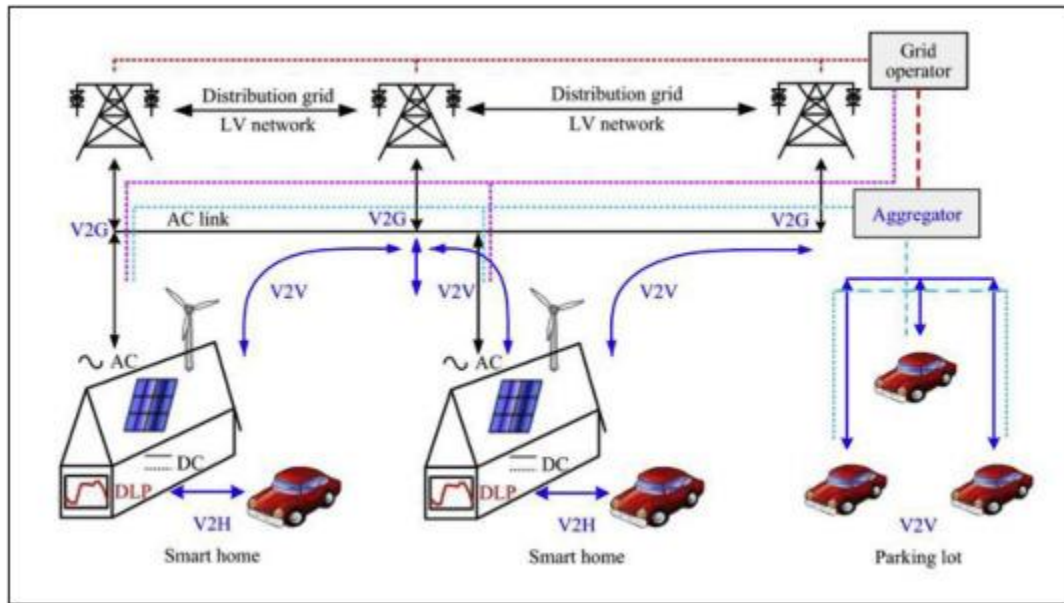 Grid
operator
Distribution grid
LV network
Distribution grid
LV network
V2G
AC link
V2G
V2G
Aggregator
V2V
V2V
V2V
AC
AC
DC
DLP
V2H
Smart home
DC
DLP
V2H
Smart home
V2V
Parking lot